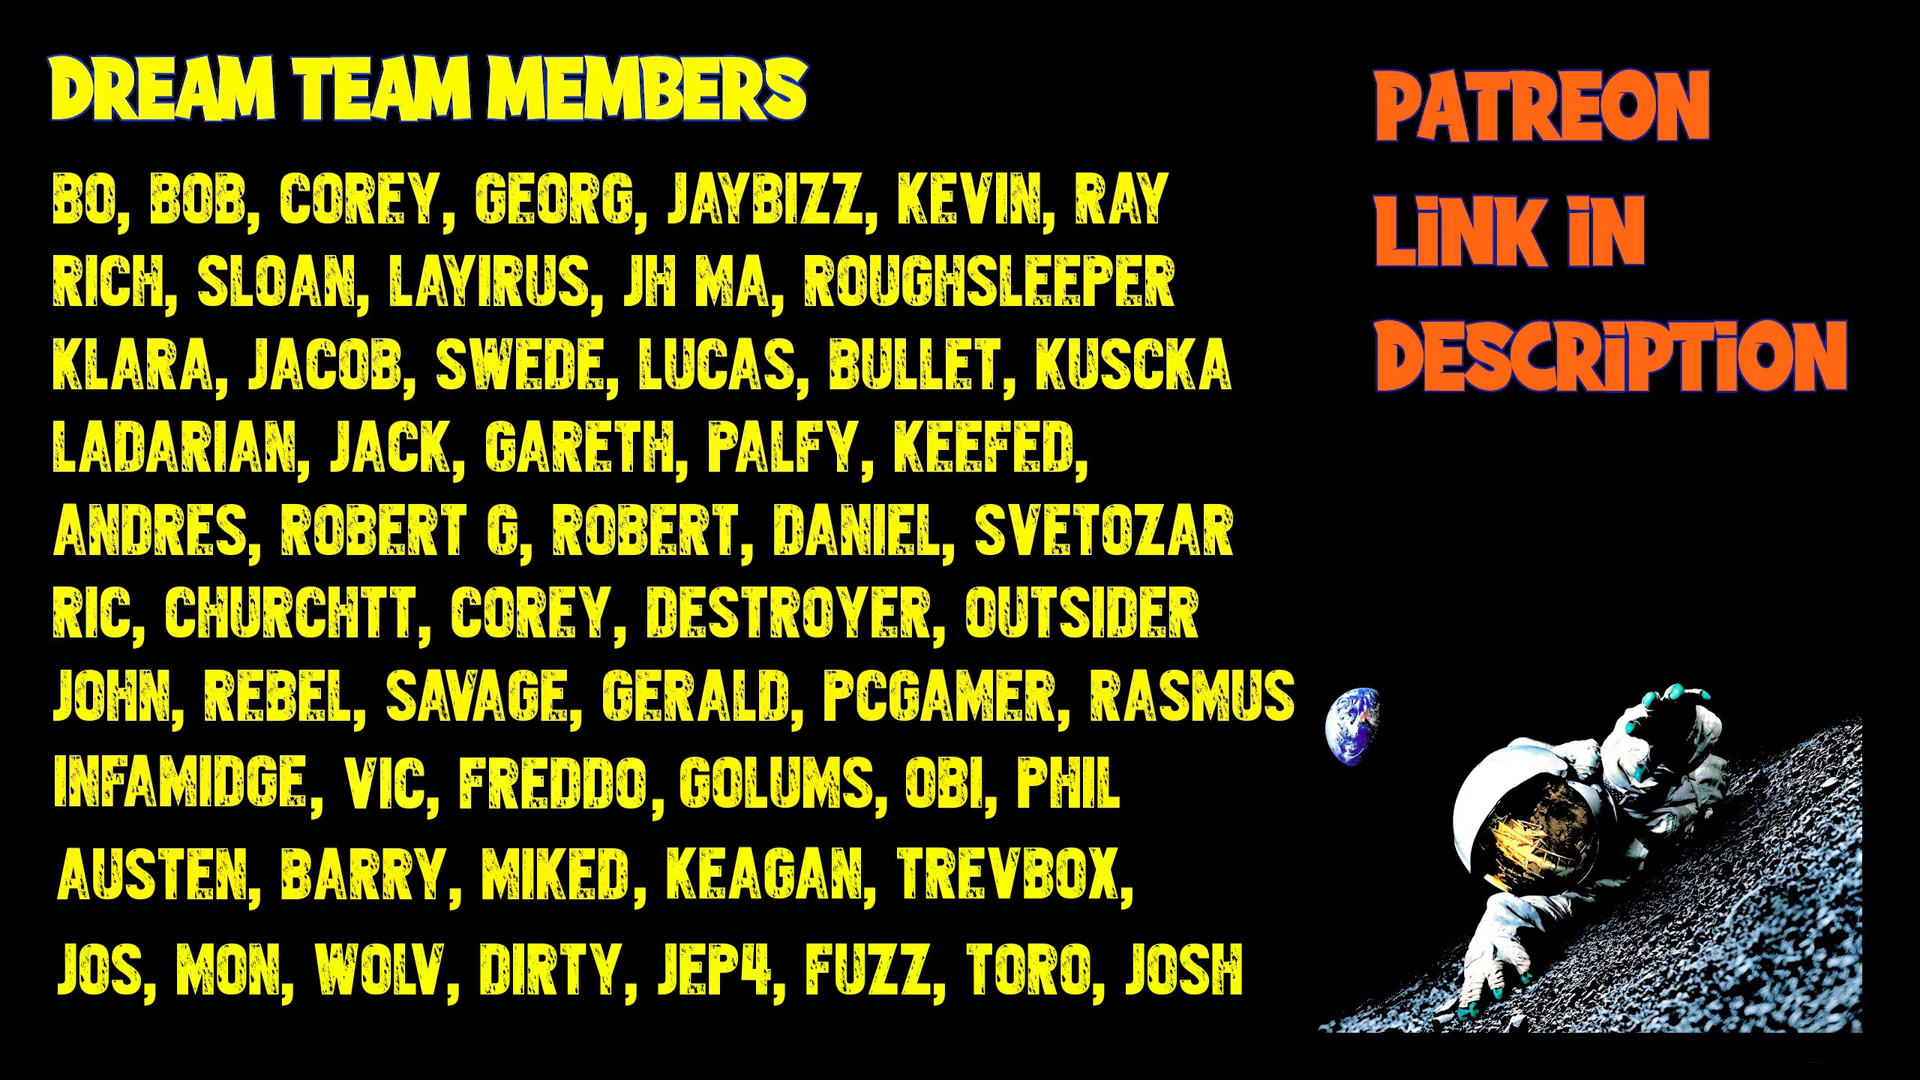 DREAM TEAM MEMBERS
BO, BOB, COREY, GEORG, JAYBIZZ, KEVIN, RAY
RICH, SLOAN, LAYIRUS, JH MA, ROUGHSLEEPER
KLARA, JACOB, SWEDE, LUCAS, BULLET, KUSCKA
LADARIAN, JACK, GARETH, PALFY, KEEFED,
ANDRES, ROBERT G, ROBERT, DANIEL, SVETOZAR
RIC, CHURCHTT, COREY, DESTROYER, OUTSIDER
JOHN, REBEL, SAVAGE, GERALD, PCGAMER, RASMUS
INFAMIDGE, VIC, FREDDO, GOLUMS, OBI, PHIL
AUSTEN, BARRY, MIKED, KEAGAN, TREVBOX,
JOS, MON, WOLV, DIRTY, JEP4, FUZZ, TORO, JOSH
PATREON
LiNK iN
DESCRiPTiON